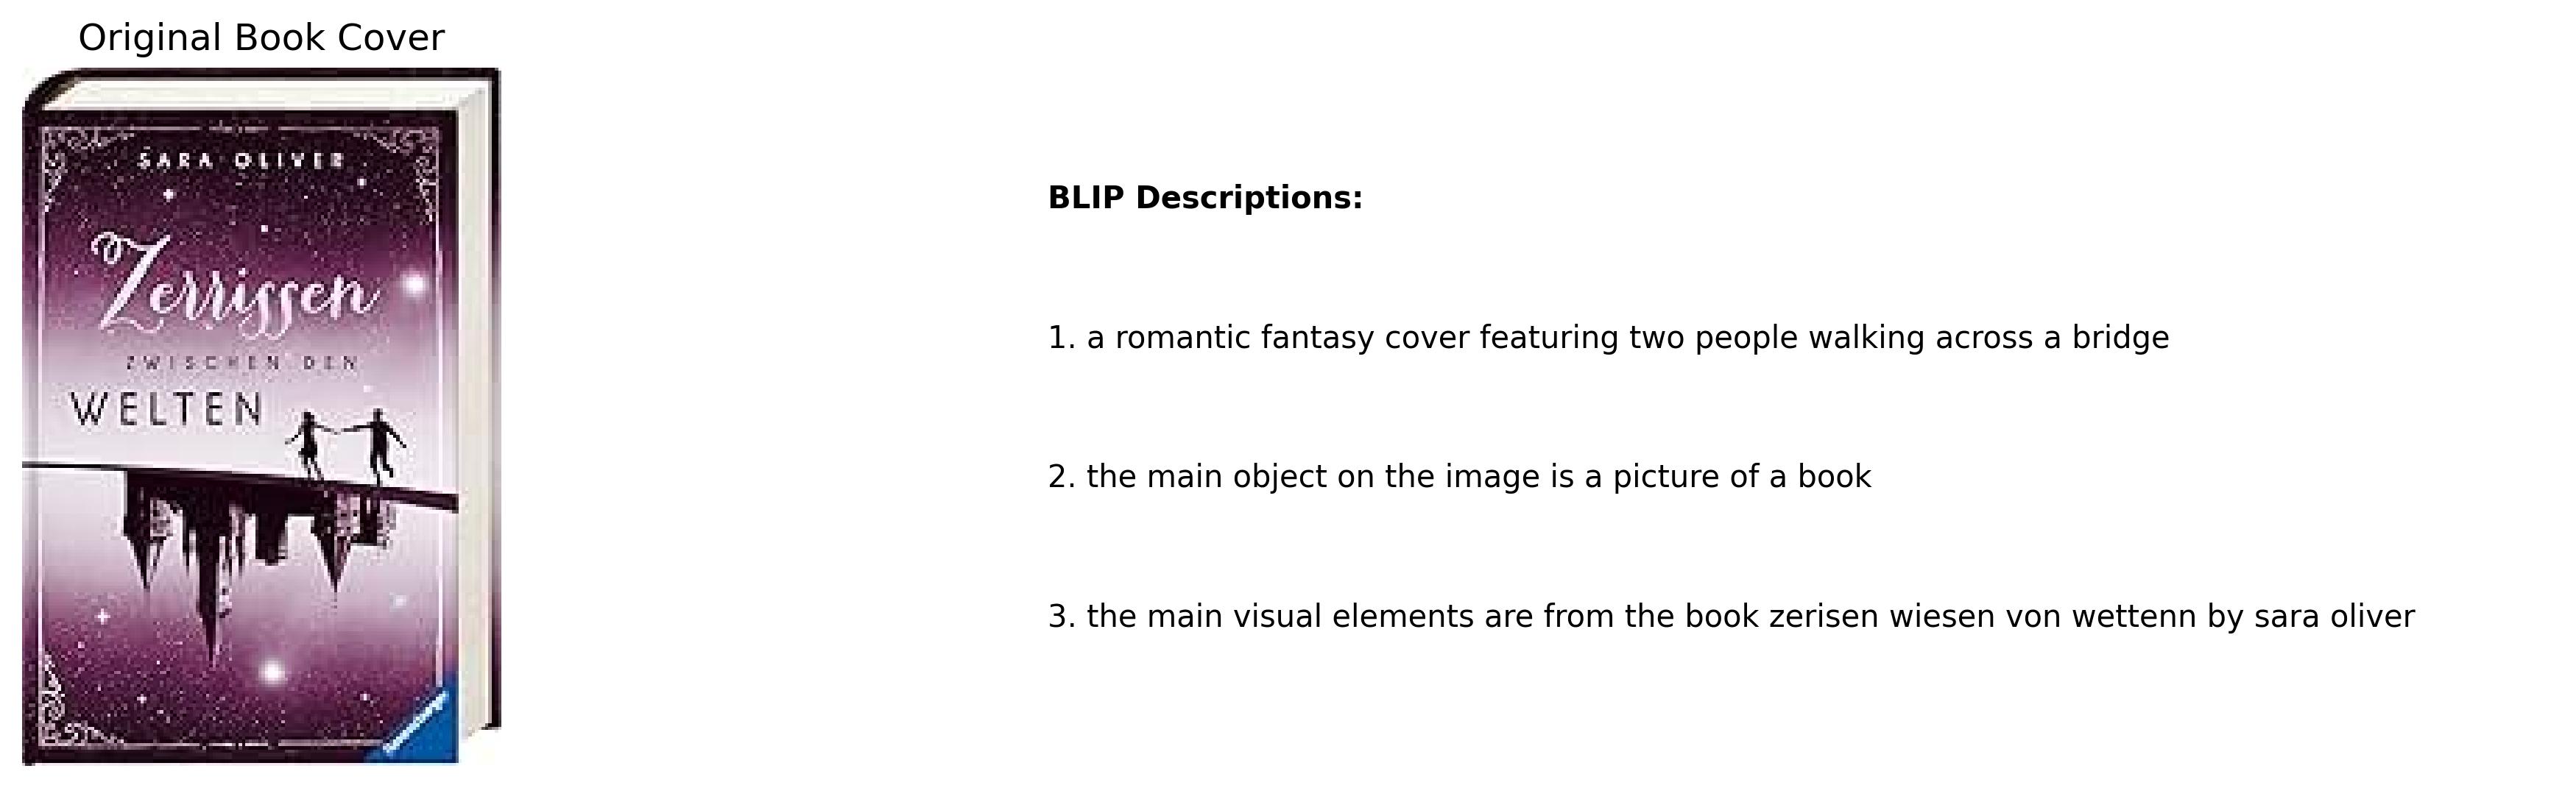 Original Book Cover
SARA OLIVER
Zerrissen
ZWISCHEN DEN
WELTEN
BLIP Descriptions:
1. a romantic fantasy cover featuring two people walking across a bridge
2. the main object on the image is a picture of a book
3. the main visual elements are from the book zerisen wiesen von wettenn by sara oliver